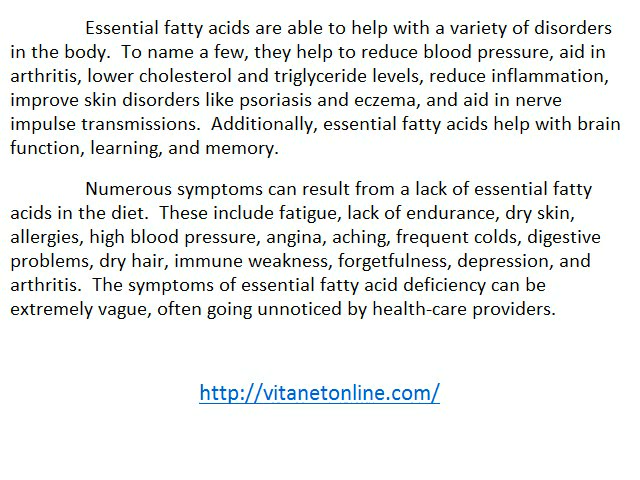 Essential fatty acids are able to help with a variety of disorders
in the body.  To name a few, they help to reduce blood pressure, aid in
arthritis, lower cholesterol and triglyceride levels, reduce inflammation,
improve skin disorders like psoriasis and eczema, and aid in nerve
impulse transmissions.  Additionally, essential fatty acids help with brain
function, learning, and memory.
Numerous symptoms can result from a lack of essential fatty
acids in the diet.  These include fatigue, lack of endurance, dry skin,
allergies, high blood pressure, angina, aching, frequent colds, digestive
problems, dry hair, immune weakness, forgetfulness, depression, and
arthritis.  The symptoms of essential fatty acid deficiency can be
extremely vague, often going unnoticed by health-care providers.
http://vitanetonline.com/